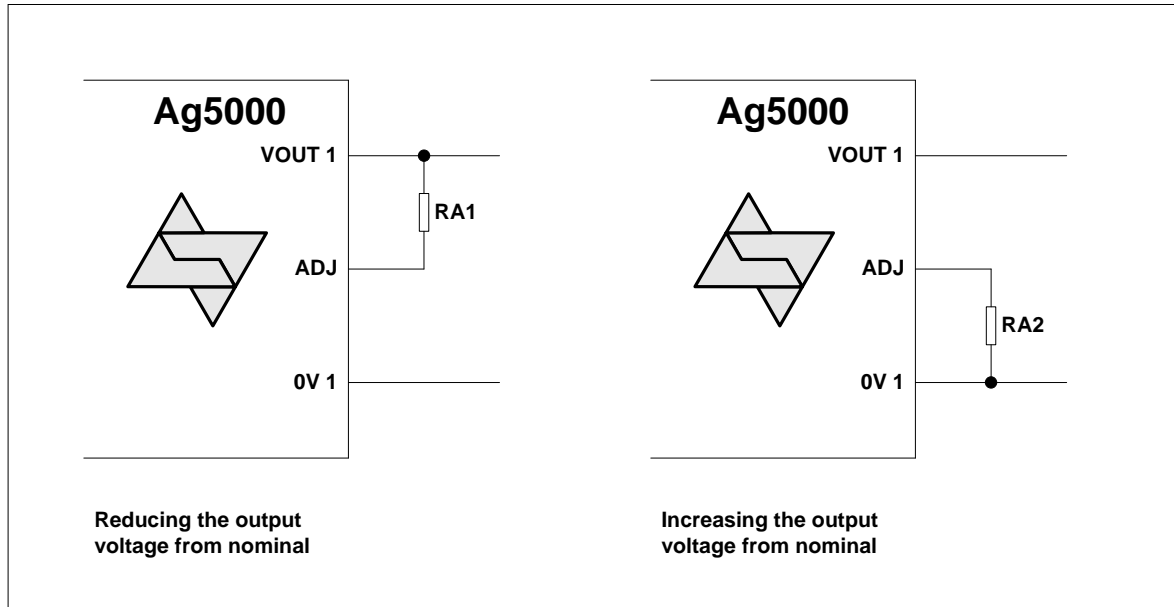 Ag5000
VOUT 1
RA1
ADJ
0V 1
Reducing the output
voltage from nominal
Ag5000
VOUT 1
ADJ
RA2
0V 1
Increasing the output
voltage from nominal